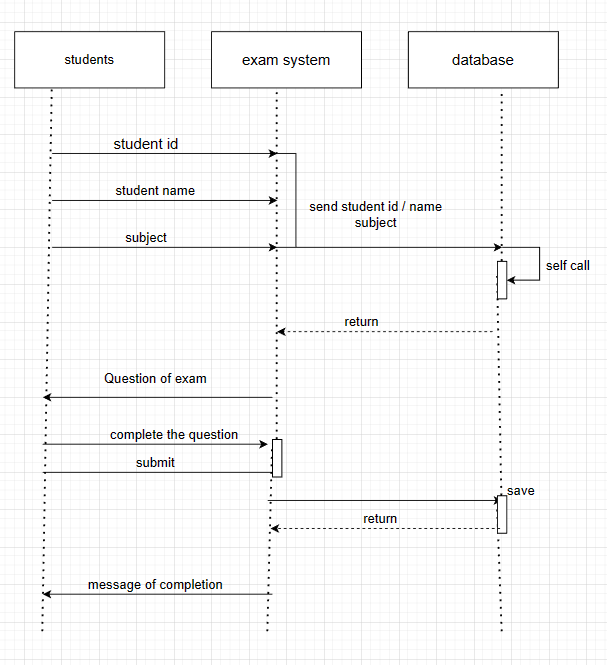 students
exam system
database
student id
student name
send student id / name
subject
subject
self call
return
Question of exam
complete the question
submit
save
return
message of completion